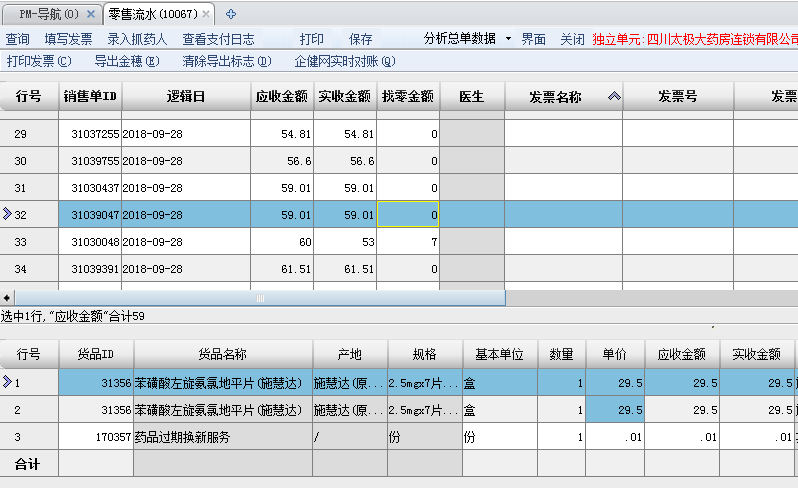 PM-导航(0) 零售流水(10067)
查询 填写发票 录入抓药人 查看支付日志 打印 保存 分析总单数据 界面 关闭 独立单元:四川太极大药房连锁有限公司
打印发票(C) 导出金穗(E) 清除导出标志(D) 企健网实时对账(Q)
行号 销售单ID 逻辑日 应收金额 实收金额 找零金额 医生 发票名称 发票号 发票
29 31037255 2018-09-28 54.81 54.81 0
30 31039755 2018-09-28 56.6 56.6 0
31 31030437 2018-09-28 59.01 59.01 0
32 31039047 2018-09-28 59.01 59.01 0
33 31030048 2018-09-28 60 53 7
34 31039391 2018-09-28 61.51 61.51 0
选中1行,"应收金额"合计59
行号 货品ID 货品名称 产地 规格 基本单位 数量 单价 应收金额 实收金额
1 31356 苯磺酸左旋氨氯地平片(施慧达) 施慧达(原... 2.5mgx7片... 盒 1 29.5 29.5 29.5
2 31356 苯磺酸左旋氨氯地平片(施慧达) 施慧达(原... 2.5mgx7片... 盒 1 29.5 29.5 29.5
3 170357 药品过期换新服务 / 份 份 1 .01 .01 .01
合计